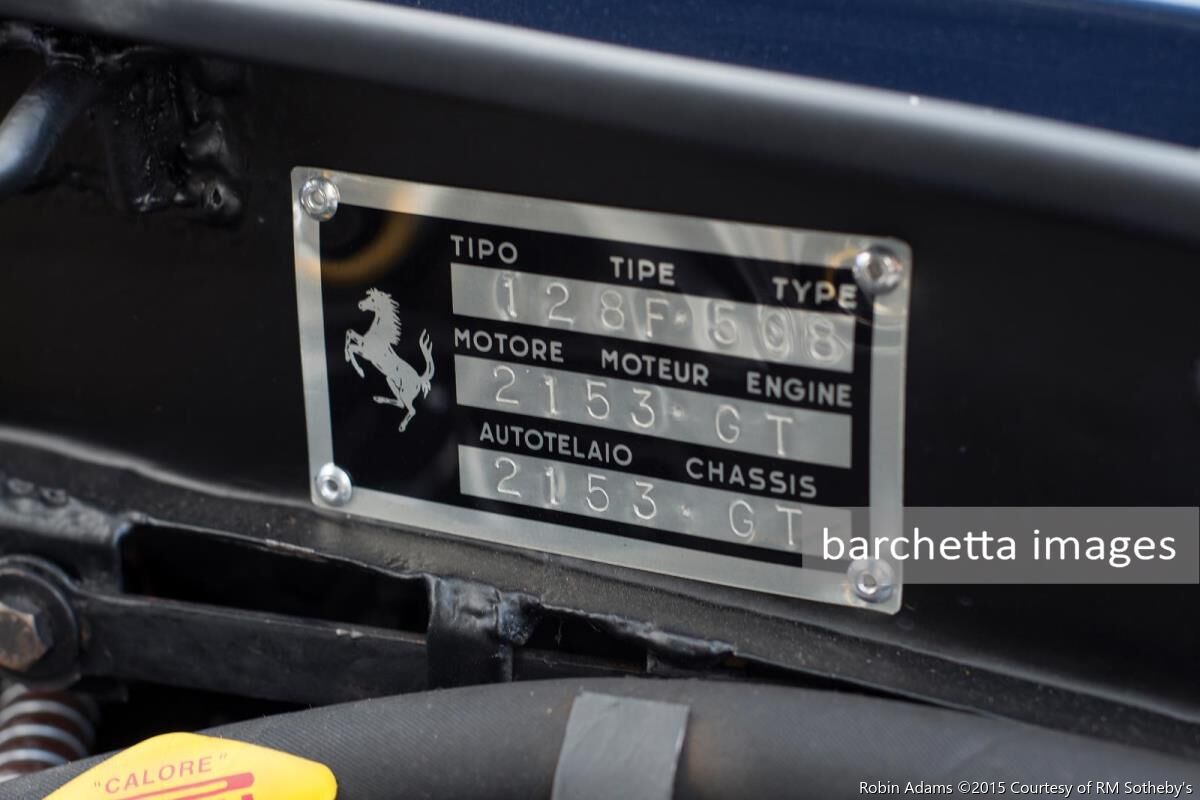 TIPO TIPE TYPE
128F·508
MOTORE MOTEUR ENGINE
2153·GT
AUTOTELAIO CHASSIS
2153·GT
barchetta images
"CALORE"
Robin Adams ©2015 Courtesy of RM Sotheby's